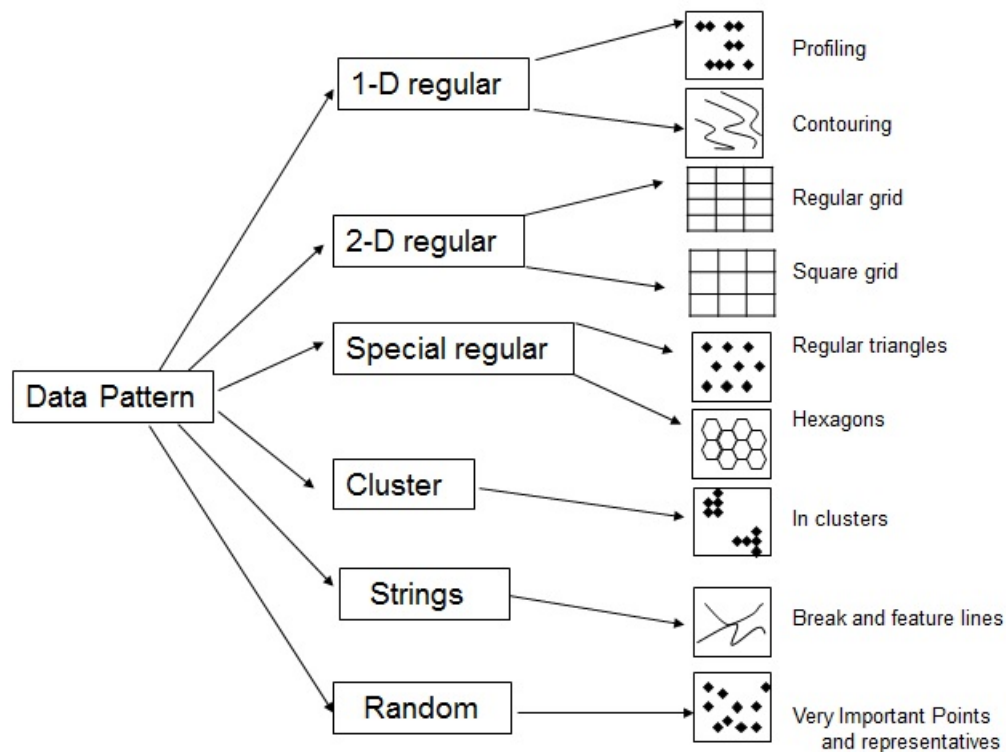 Data Pattern
1-D regular
Profiling
Contouring
2-D regular
Regular grid
Square grid
Special regular
Regular triangles
Hexagons
Cluster
In clusters
Strings
Break and feature lines
Random
Very Important Points
and representatives